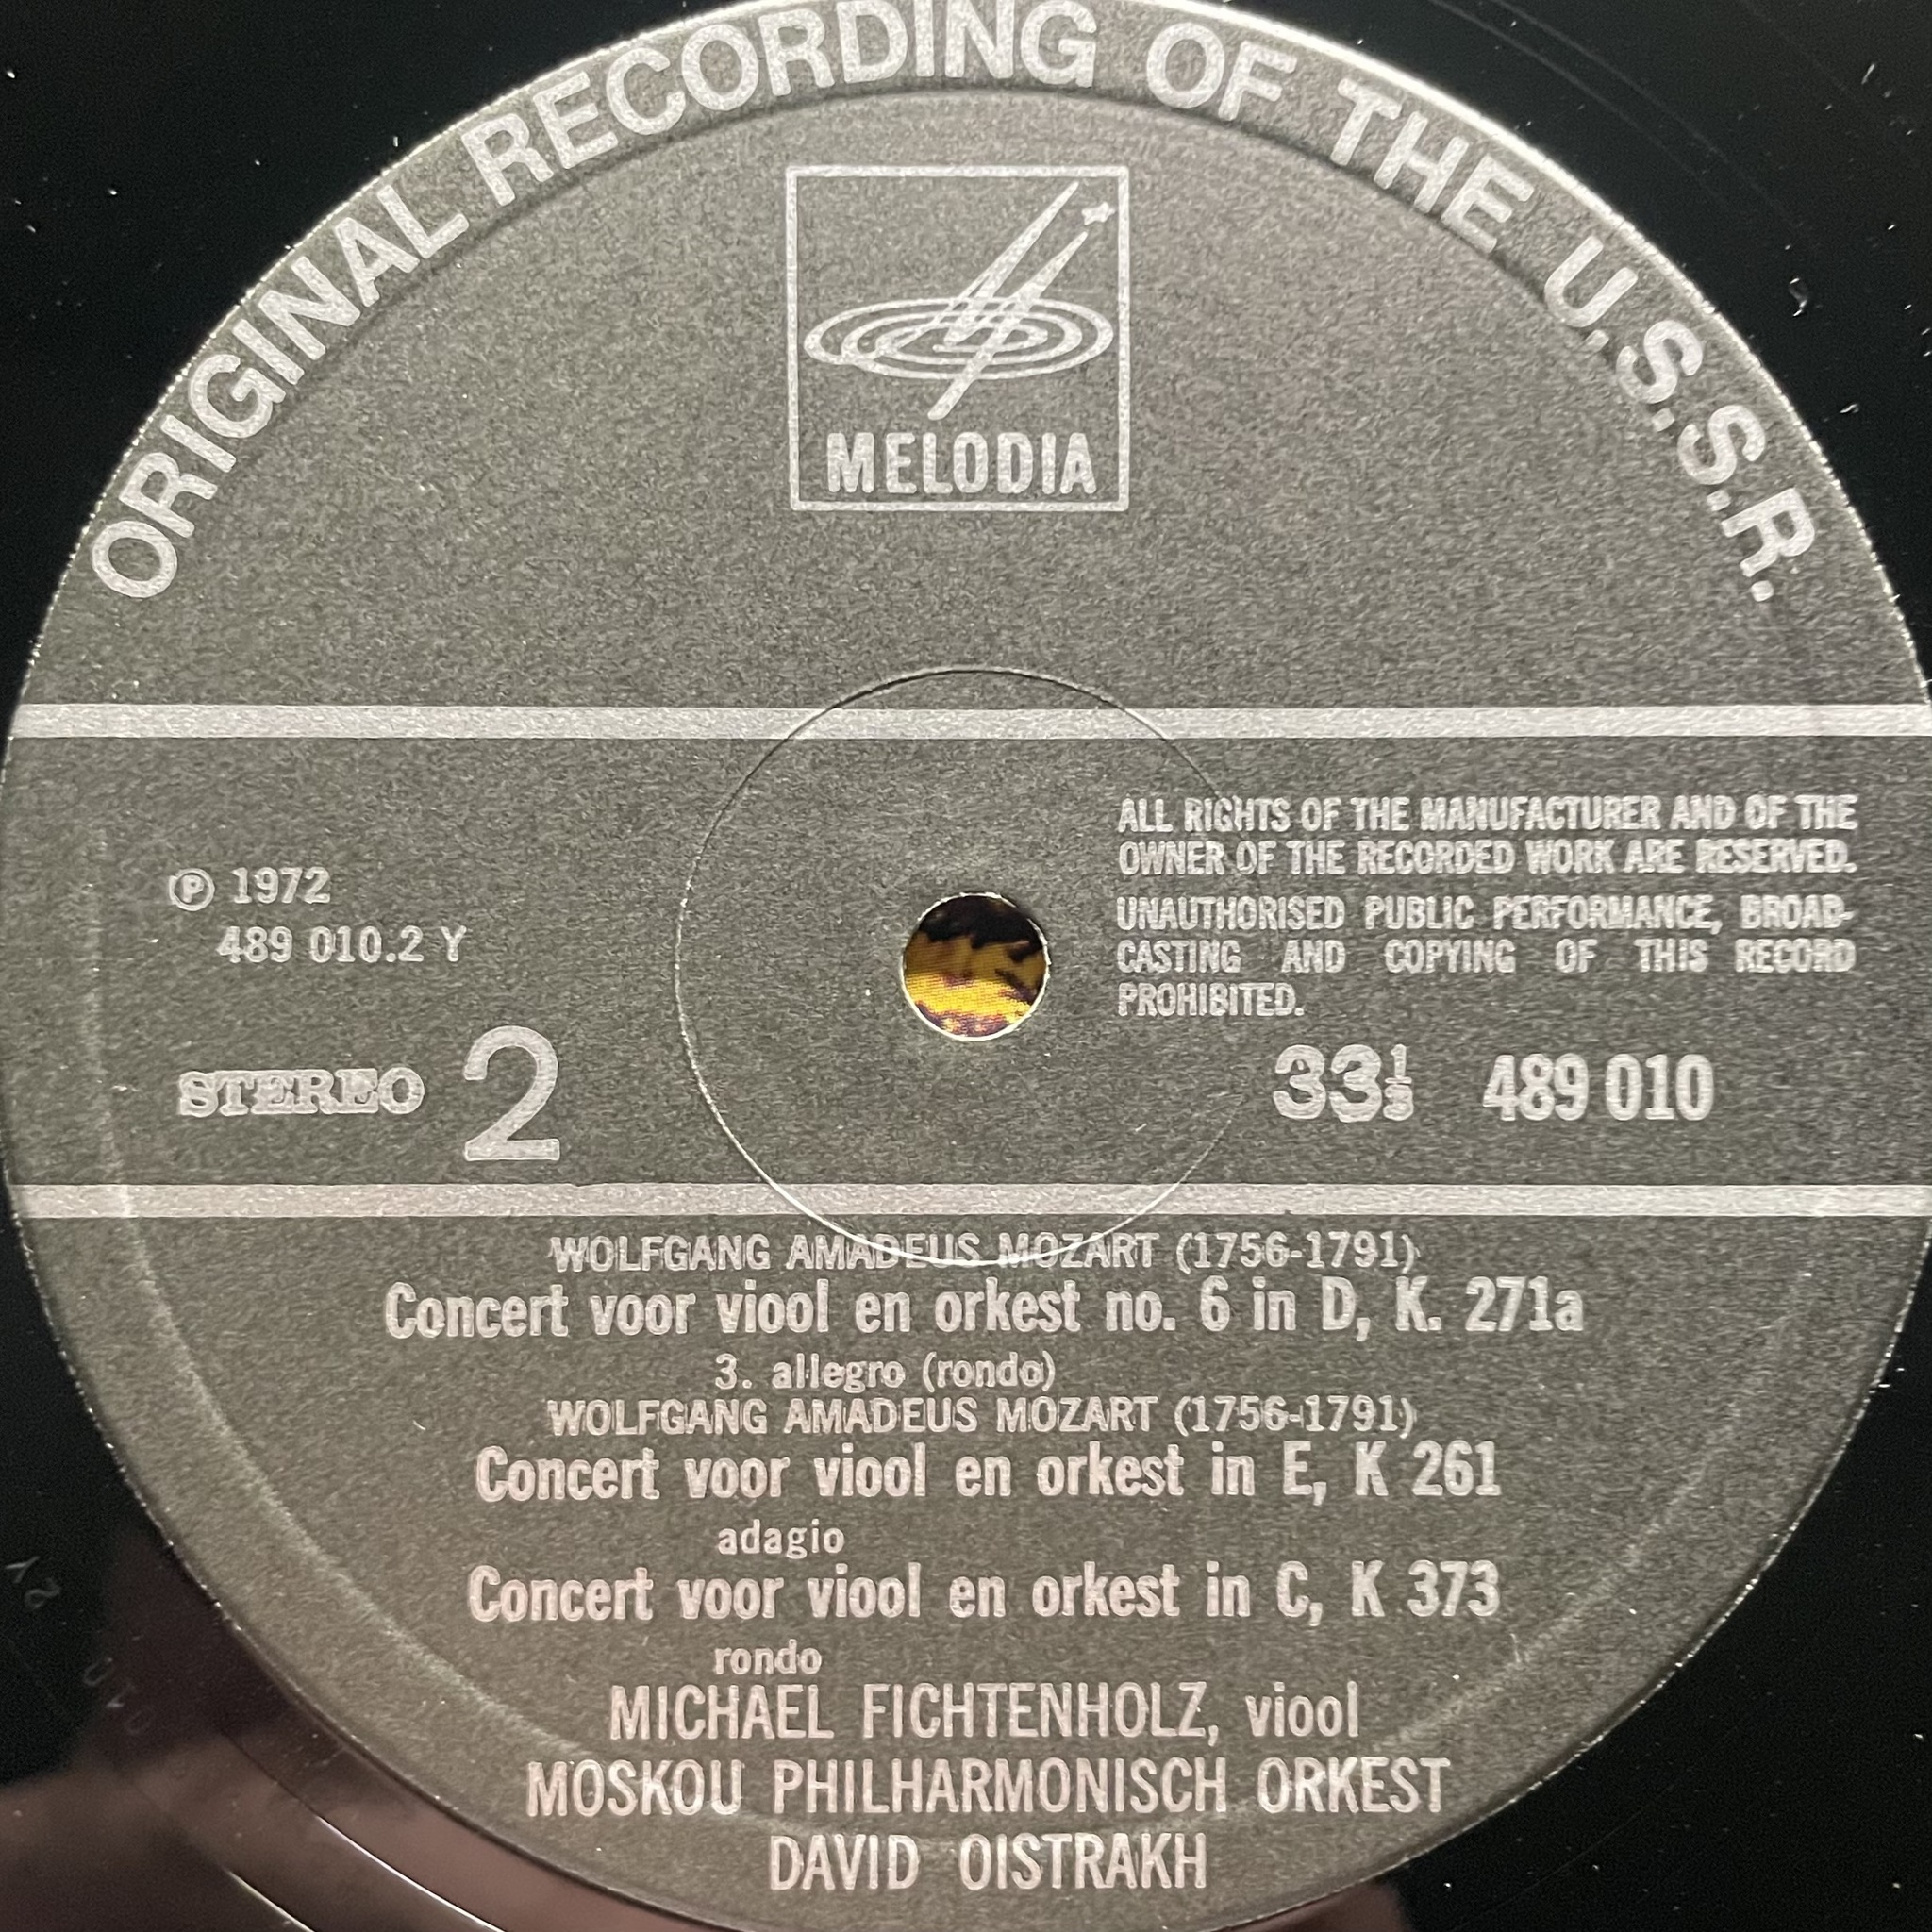 ORIGINAL RECORDING OF THE U.S.S.R.
MELODIA
ALL RIGHTS OF THE MANUFACTURER AND OF THE
OWNER OF THE RECORDED WORK ARE RESERVED.
UNAUTHORISED PUBLIC PERFORMANCE, BROAD-
CASTING AND COPYING OF THIS RECORD
PROHIBITED.
℗ 1972
489 010.2 Y
STEREO 2
33⅓ 489 010
WOLFGANG AMADEUS MOZART (1756-1791)
Concert voor viool en orkest no. 6 in D, K. 271a
3. allegro (rondo)
WOLFGANG AMADEUS MOZART (1756-1791)
Concert voor viool en orkest in E, K 261
adagio
Concert voor viool en orkest in C, K 373
rondo
MICHAEL FICHTENHOLZ, viool
MOSKOU PHILHARMONISCH ORKEST
DAVID OISTRAKH